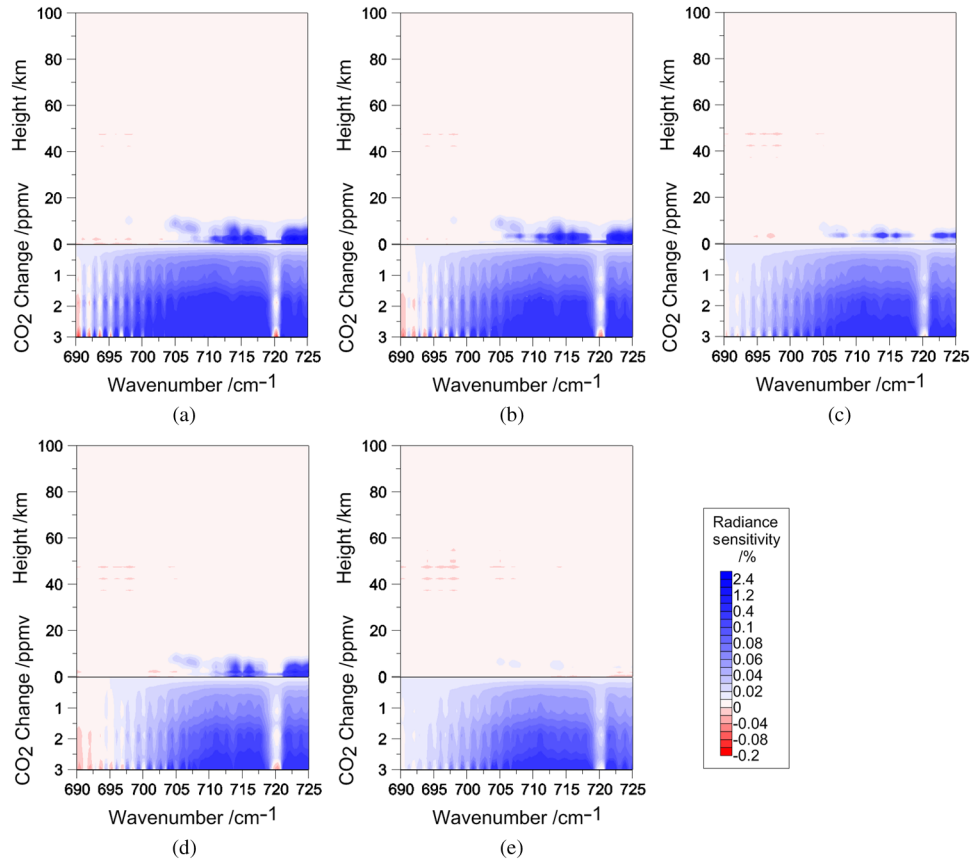 100
80
60
40
20
0
1
2
3
Height /km
CO2 Change /ppmv
690 695 700 705 710 715 720 725
Wavenumber /cm-1
(a)
100
80
60
40
20
0
1
2
3
Height /km
CO2 Change /ppmv
690 695 700 705 710 715 720 725
Wavenumber /cm-1
(b)
100
80
60
40
20
0
1
2
3
Height /km
CO2 Change /ppmv
690 695 700 705 710 715 720 725
Wavenumber /cm-1
(c)
100
80
60
40
20
0
1
2
3
Height /km
CO2 Change /ppmv
690 695 700 705 710 715 720 725
Wavenumber /cm-1
(d)
100
80
60
40
20
0
1
2
3
Height /km
CO2 Change /ppmv
690 695 700 705 710 715 720 725
Wavenumber /cm-1
(e)
Radiance
sensitivity
/%
2.4
1.2
0.4
0.1
0.08
0.06
0.04
0.02
0
-0.04
-0.08
-0.2